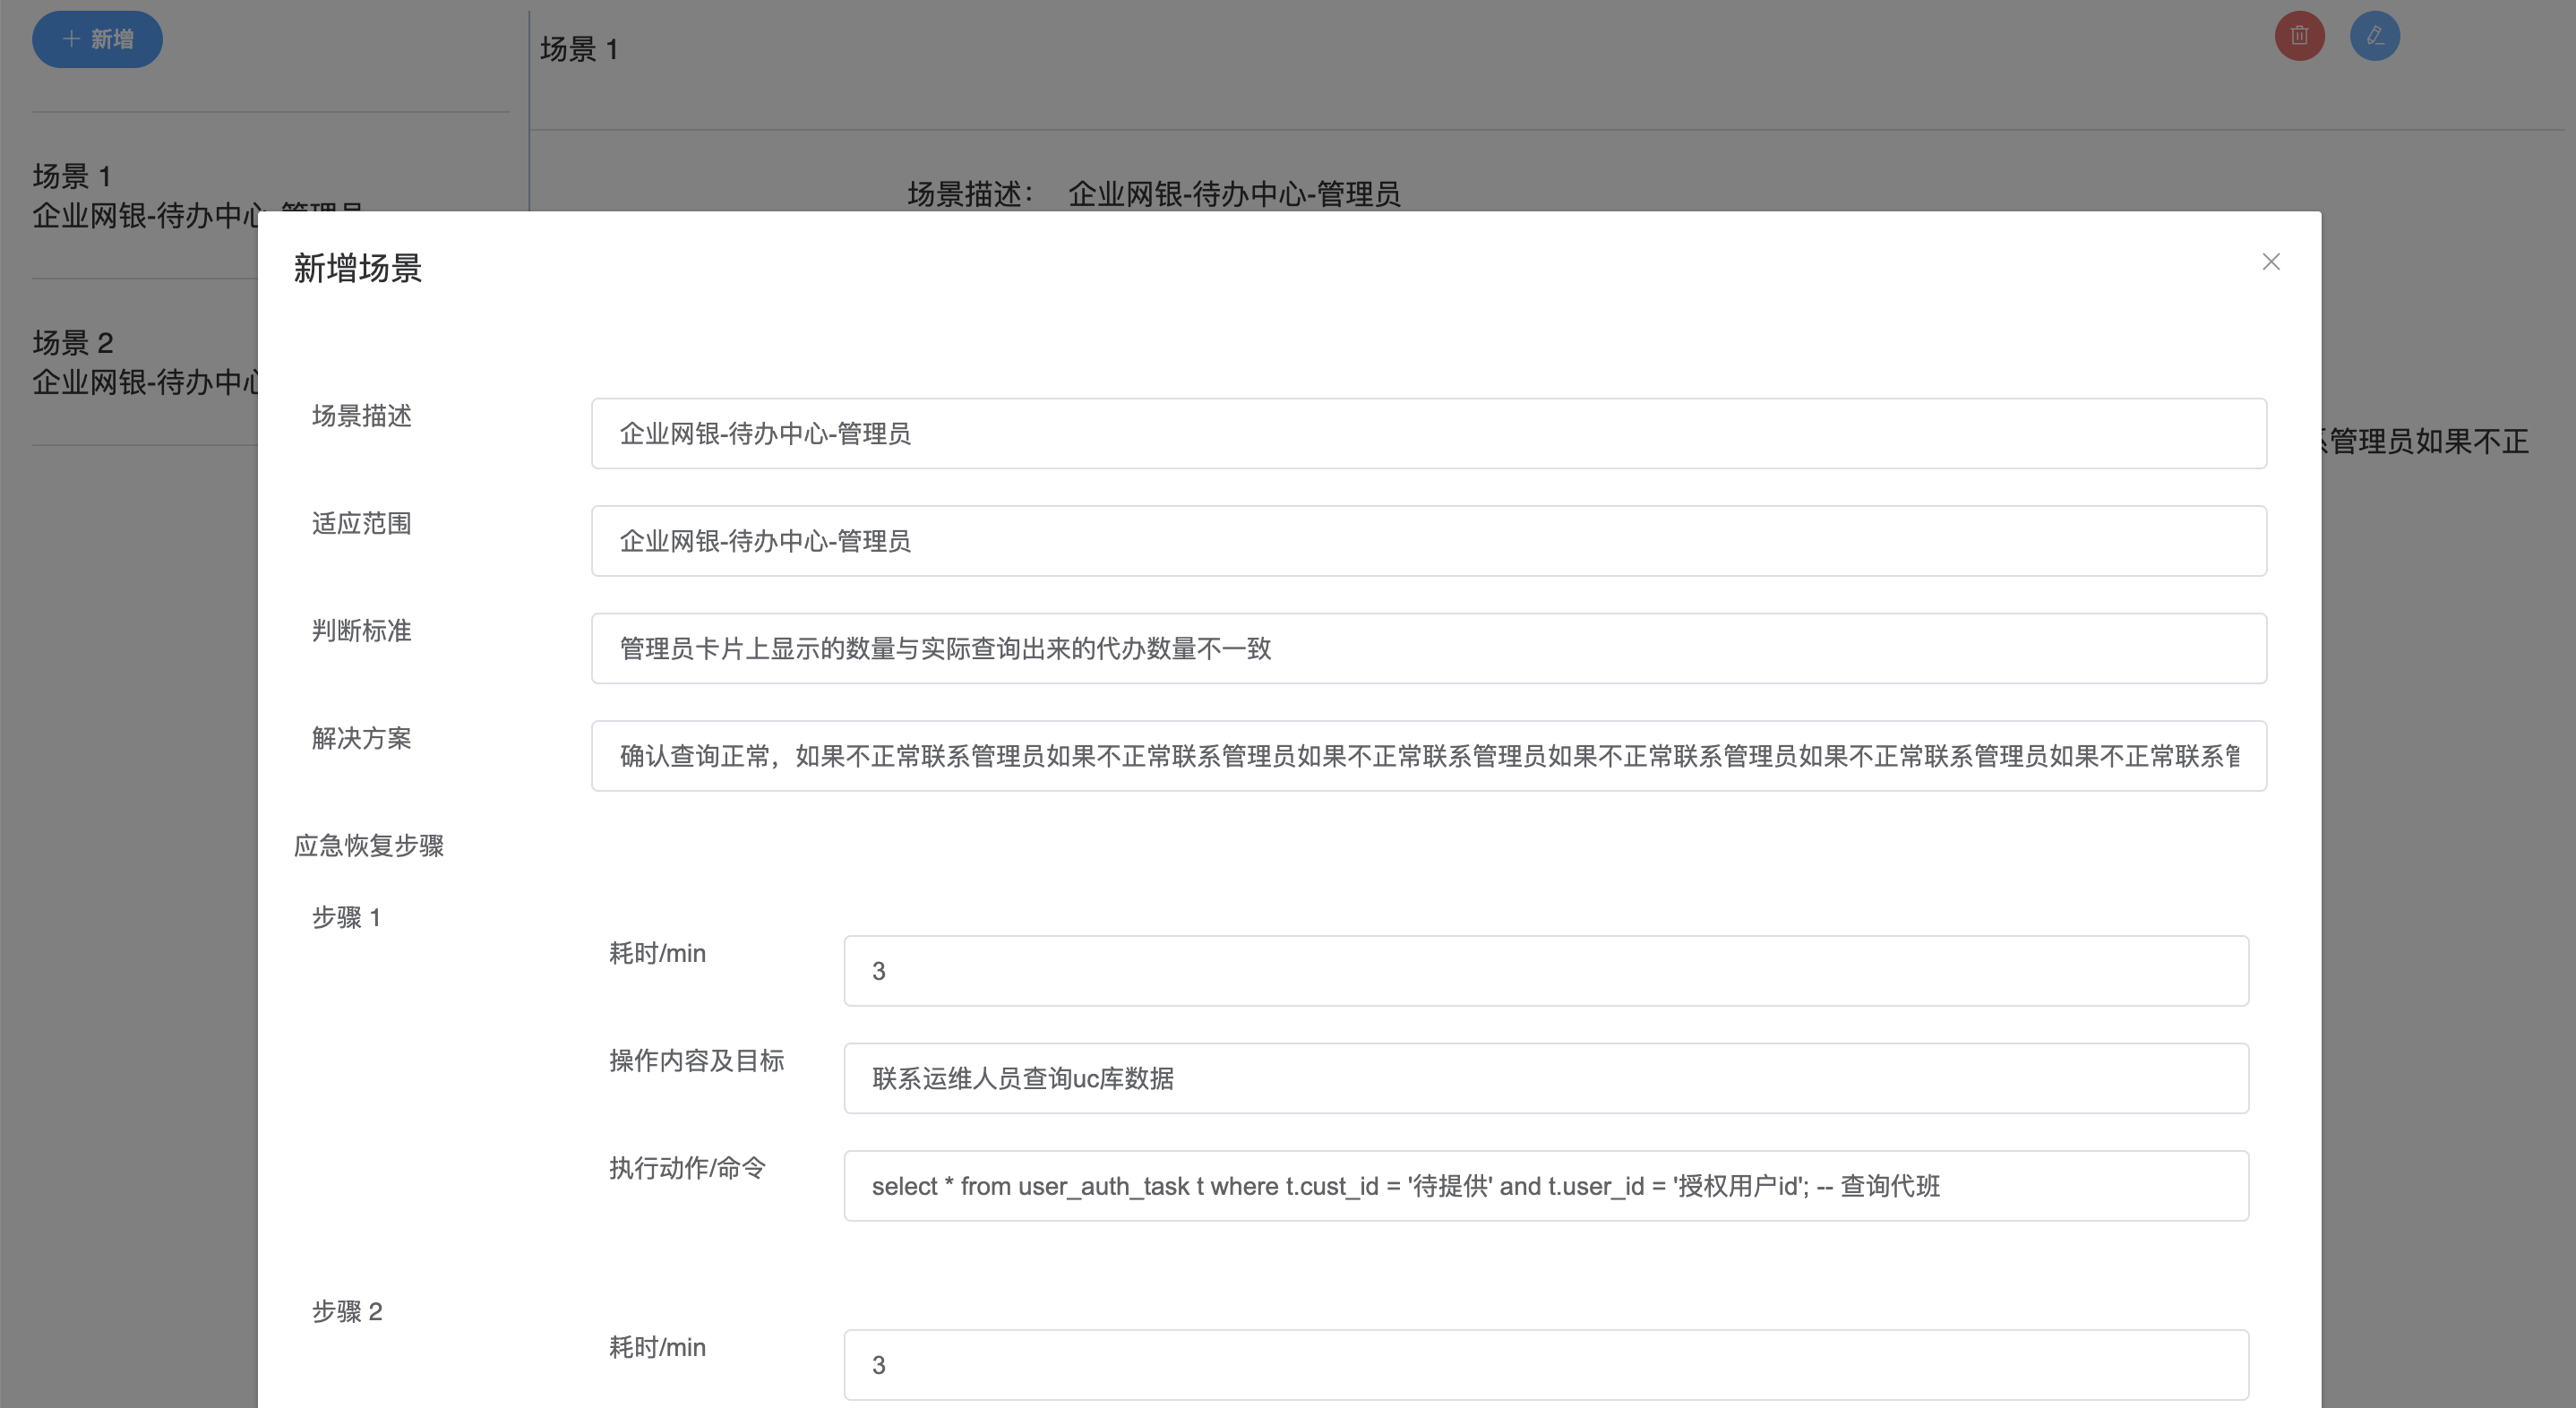 新增
场景 1
场景 1
企业网银-待办中心-管理员
场景描述： 企业网银-待办中心-管理员
场景 2
企业网银-待办中心
管理员如果不正
新增场景
场景描述
企业网银-待办中心-管理员
适应范围
企业网银-待办中心-管理员
判断标准
管理员卡片上显示的数量与实际查询出来的代办数量不一致
解决方案
确认查询正常，如果不正常联系管理员如果不正常联系管理员如果不正常联系管理员如果不正常联系管理员如果不正常联系管理员如果不正常联系管
应急恢复步骤
步骤 1
耗时/min
3
操作内容及目标
联系运维人员查询uc库数据
执行动作/命令
select * from user_auth_task t where t.cust_id = '待提供' and t.user_id = '授权用户id'; -- 查询代班
步骤 2
耗时/min
3